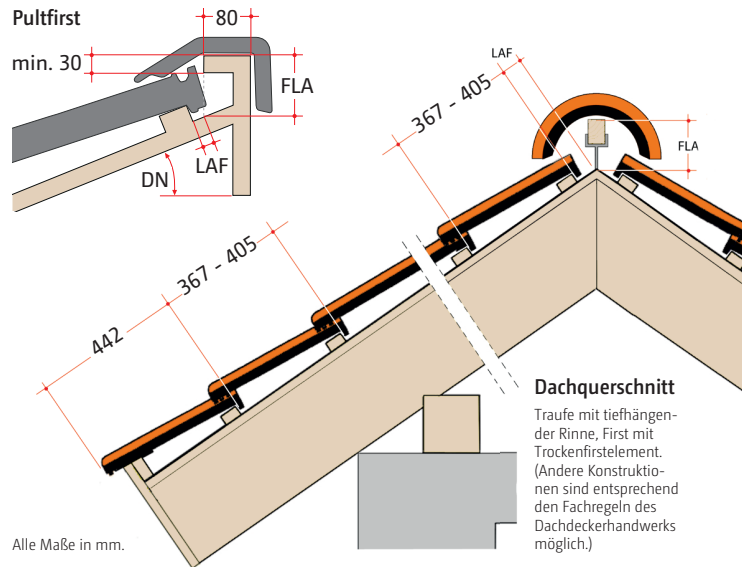 Pultfirst
80
min. 30
FLA
LAF
DN
LAF
367 - 405
FLA
367 - 405
442
Dachquerschnitt
Traufe mit tiefhängen-
der Rinne, First mit
Trockenfirstelement.
(Andere Konstruktio-
nen sind entsprechend
den Fachregeln des
Dachdeckerhandwerks
möglich.)
Alle Maße in mm.